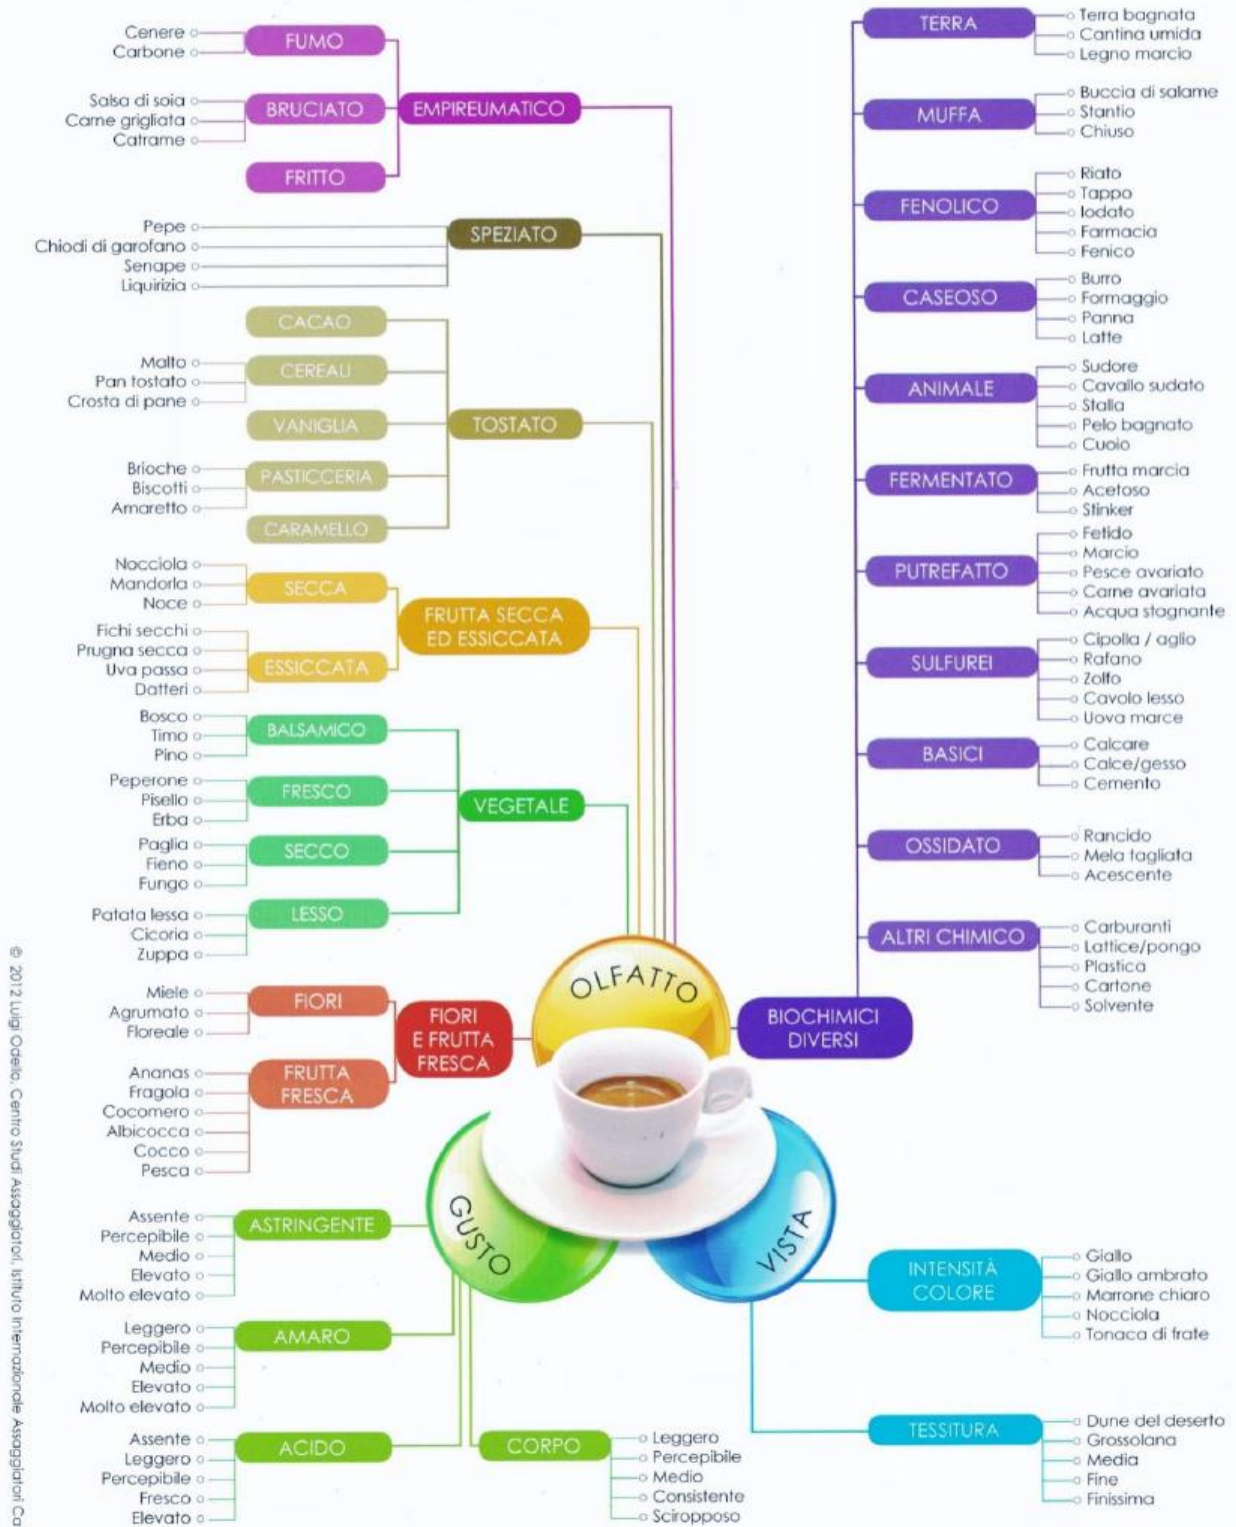 Cenere
Carbone
FUMO
Salsa di soia
Carne grigliata
Catrame
BRUCIATO
FRITTO
EMPIREUMATICO
Pepe
Chiodi di garofano
Senape
Liquirizia
SPEZIATO
CACAO
Malto
Pan tostato
Crosta di pane
CEREALI
VANIGLIA
TOSTATO
Brioche
Biscotti
Amaretto
PASTICCERIA
CARAMELLO
Nocciola
Mandorla
Noce
SECCA
FRUTTA SECCA
ED ESSICCATA
Fichi secchi
Prugna secca
Uva passa
Datteri
ESSICCATA
Bosco
Timo
Pino
BALSAMICO
Peperone
Pisello
Erba
FRESCO
VEGETALE
Paglia
Fieno
Fungo
SECCO
Patata lessa
Cicoria
Zuppa
LESSO
Miele
Agrumato
Floreale
FIORI
FIORI
E FRUTTA
FRESCA
Ananas
Fragola
Cocomero
Albicocca
Cocco
Pesca
FRUTTA
FRESCA
OLFATTO
TERRA
Terra bagnata
Cantina umida
Legno marcio
MUFFA
Buccia di salame
Stantio
Chiuso
FENOLICO
Riato
Tappo
Iodato
Farmacia
Fenico
CASEOSO
Burro
Formaggio
Panna
Latte
ANIMALE
Sudore
Cavallo sudato
Stalla
Pelo bagnato
Cuoio
FERMENTATO
Frutta marcia
Acetoso
Stinker
PUTREFATTO
Fetido
Marcio
Pesce avariato
Carne avariata
Acqua stagnante
SULFUREI
Cipolla / aglio
Rafano
Zolfo
Cavolo lesso
Uova marce
BASICI
Calcare
Calce/gesso
Cemento
OSSIDATO
Rancido
Mela tagliata
Acescente
ALTRI CHIMICO
Carburanti
Lattice/pongo
Plastica
Cartone
Solvente
BIOCHIMICI
DIVERSI
GUSTO
Assente
Percepibile
Medio
Elevato
Molto elevato
ASTRINGENTE
Leggero
Percepibile
Medio
Elevato
Molto elevato
AMARO
Assente
Leggero
Percepibile
Fresco
Elevato
ACIDO
CORPO
Leggero
Percepibile
Medio
Consistente
Sciropposo
VISTA
INTENSITÀ
COLORE
Giallo
Giallo ambrato
Marrone chiaro
Nocciola
Tonaca di frate
TESSITURA
Dune del deserto
Grossolana
Media
Fine
Finissima
© 2012 Luigi Odello, Centro Studi Assaggiatori, Istituto Internazionale Assaggiatori Ca